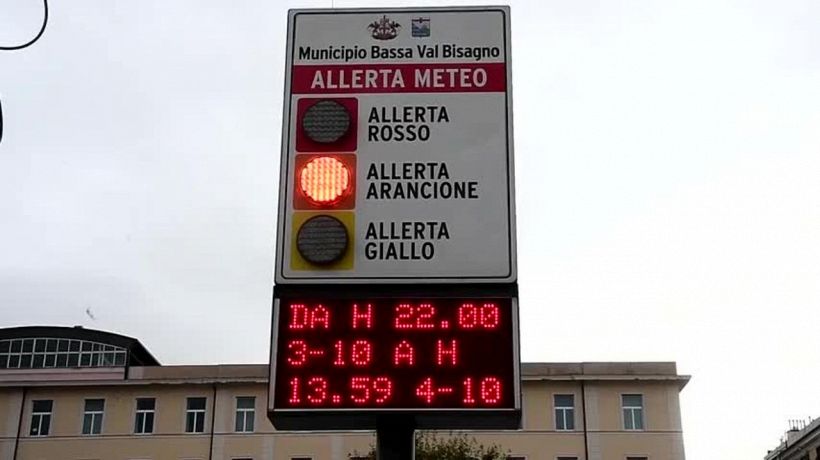 Municipio Bassa Val Bisagno
ALLERTA METEO
ALLERTA
ROSSO
ALLERTA
ARANCIONE
ALLERTA
GIALLO
DA H 22.00
3-10 A H
13.59 4-10